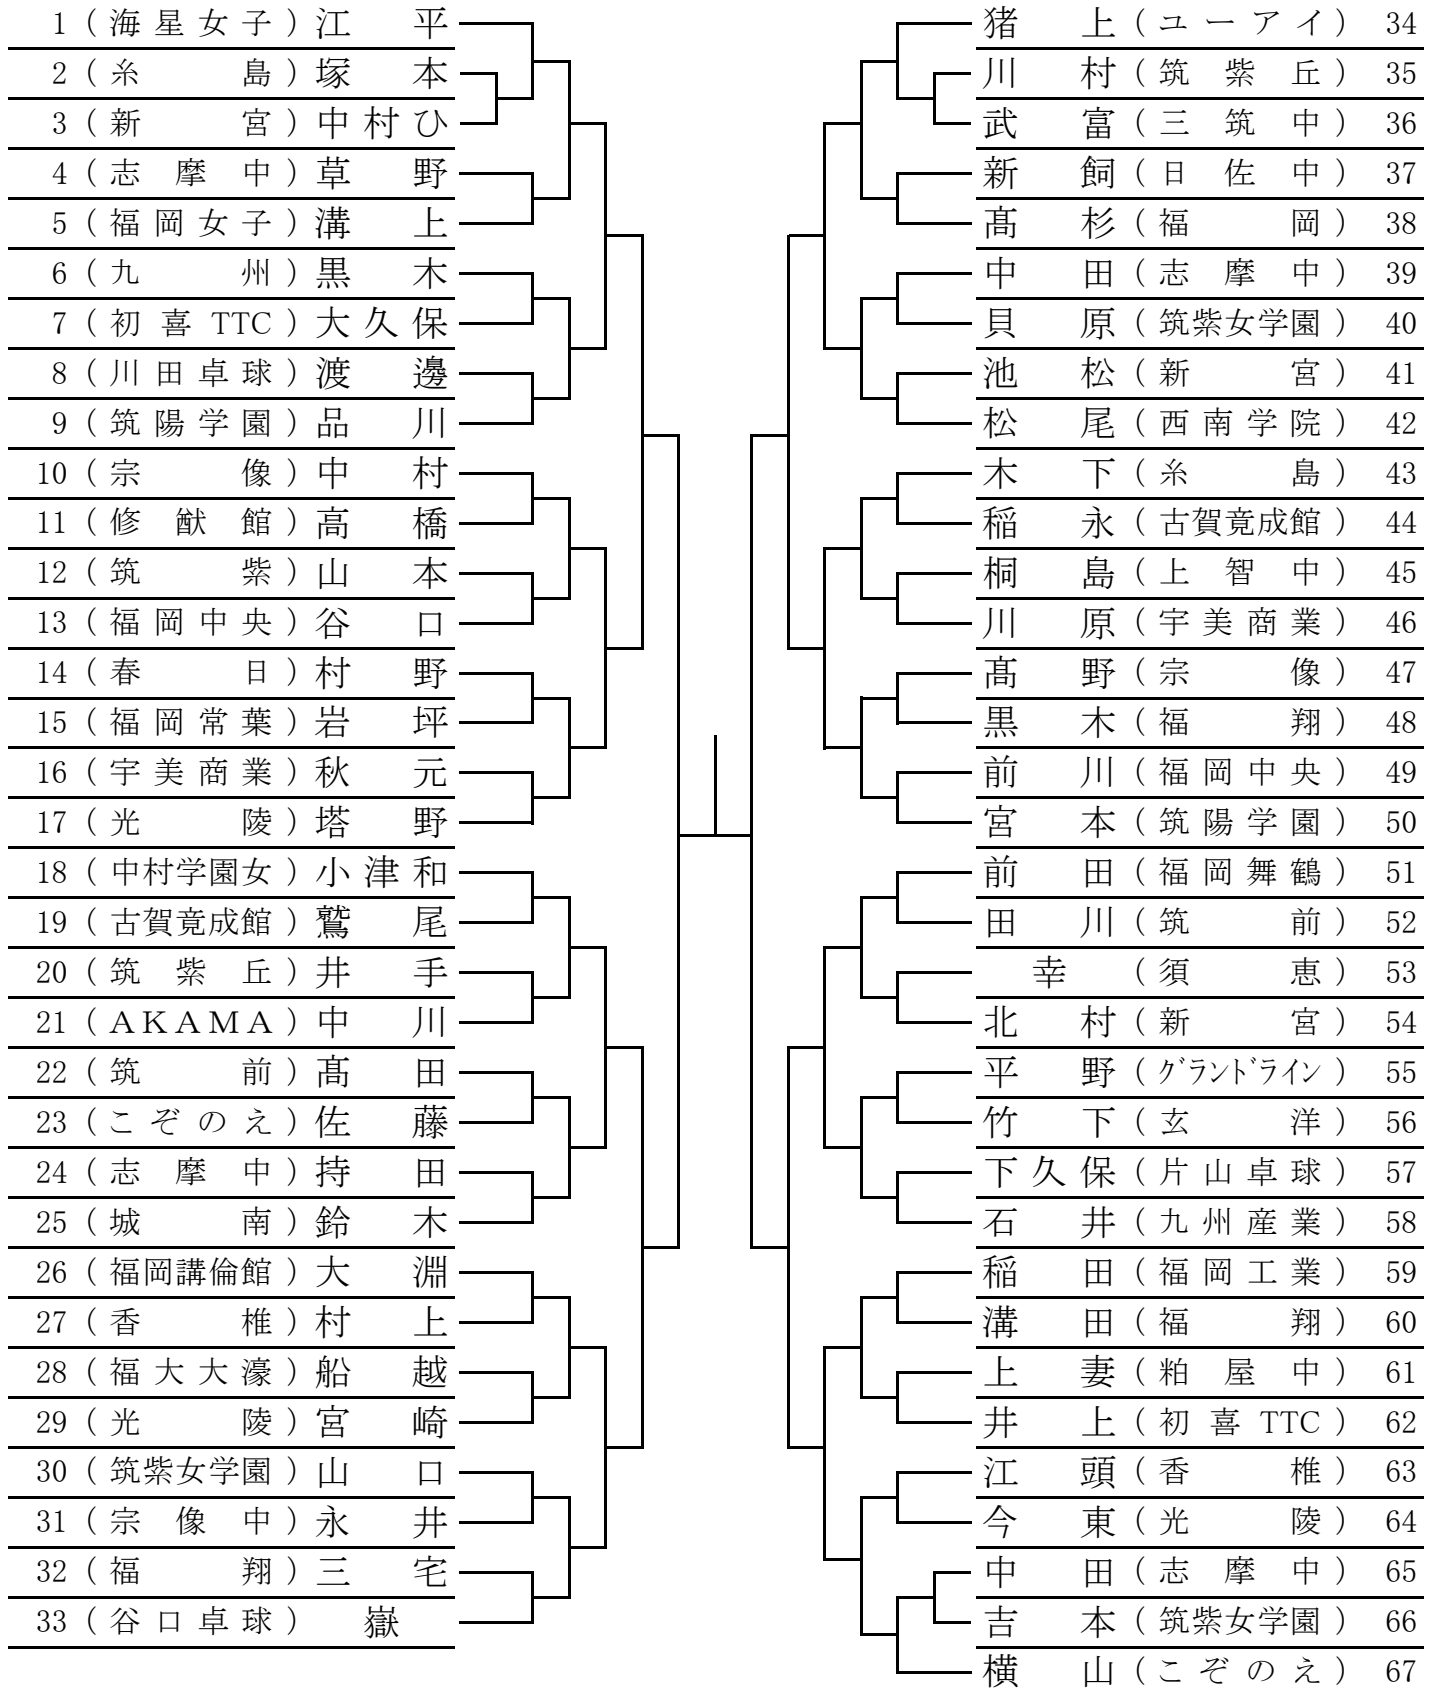 1 ( 海星女子 ) 江平
2 ( 糸島 ) 塚本
3 ( 新宮 ) 中村ひ
4 ( 志摩中 ) 草野
5 ( 福岡女子 ) 溝上
6 ( 九州 ) 黒木
7 ( 初喜TTC ) 大久保
8 ( 川田卓球 ) 渡邊
9 ( 筑陽学園 ) 品川
10 ( 宗像 ) 中村
11 ( 修猷館 ) 高橋
12 ( 筑紫 ) 山本
13 ( 福岡中央 ) 谷口
14 ( 春日 ) 村野
15 ( 福岡常葉 ) 岩坪
16 ( 宇美商業 ) 秋元
17 ( 光陵 ) 塔野
18 ( 中村学園女 ) 小津和
19 ( 古賀竟成館 ) 鷲尾
20 ( 筑紫丘 ) 井手
21 ( AKAMA ) 中川
22 ( 筑前 ) 髙田
23 ( こぞのえ ) 佐藤
24 ( 志摩中 ) 持田
25 ( 城南 ) 鈴木
26 ( 福岡講倫館 ) 大淵
27 ( 香椎 ) 村上
28 ( 福大大濠 ) 船越
29 ( 光陵 ) 宮崎
30 ( 筑紫女学園 ) 山口
31 ( 宗像中 ) 永井
32 ( 福翔 ) 三宅
33 ( 谷口卓球 ) 嶽
猪上 ( ユーアイ ) 34
川村 ( 筑紫丘 ) 35
武富 ( 三筑中 ) 36
新飼 ( 日佐中 ) 37
髙杉 ( 福岡 ) 38
中田 ( 志摩中 ) 39
貝原 ( 筑紫女学園 ) 40
池松 ( 新宮 ) 41
松尾 ( 西南学院 ) 42
木下 ( 糸島 ) 43
稲永 ( 古賀竟成館 ) 44
桐島 ( 上智中 ) 45
川原 ( 宇美商業 ) 46
髙野 ( 宗像 ) 47
黒木 ( 福翔 ) 48
前川 ( 福岡中央 ) 49
宮本 ( 筑陽学園 ) 50
前田 ( 福岡舞鶴 ) 51
田川 ( 筑前 ) 52
幸 ( 須恵 ) 53
北村 ( 新宮 ) 54
平野 ( グランドライン ) 55
竹下 ( 玄洋 ) 56
下久保 ( 片山卓球 ) 57
石井 ( 九州産業 ) 58
稲田 ( 福岡工業 ) 59
溝田 ( 福翔 ) 60
上妻 ( 粕屋中 ) 61
井上 ( 初喜TTC ) 62
江頭 ( 香椎 ) 63
今東 ( 光陵 ) 64
中田 ( 志摩中 ) 65
吉本 ( 筑紫女学園 ) 66
横山 ( こぞのえ ) 67